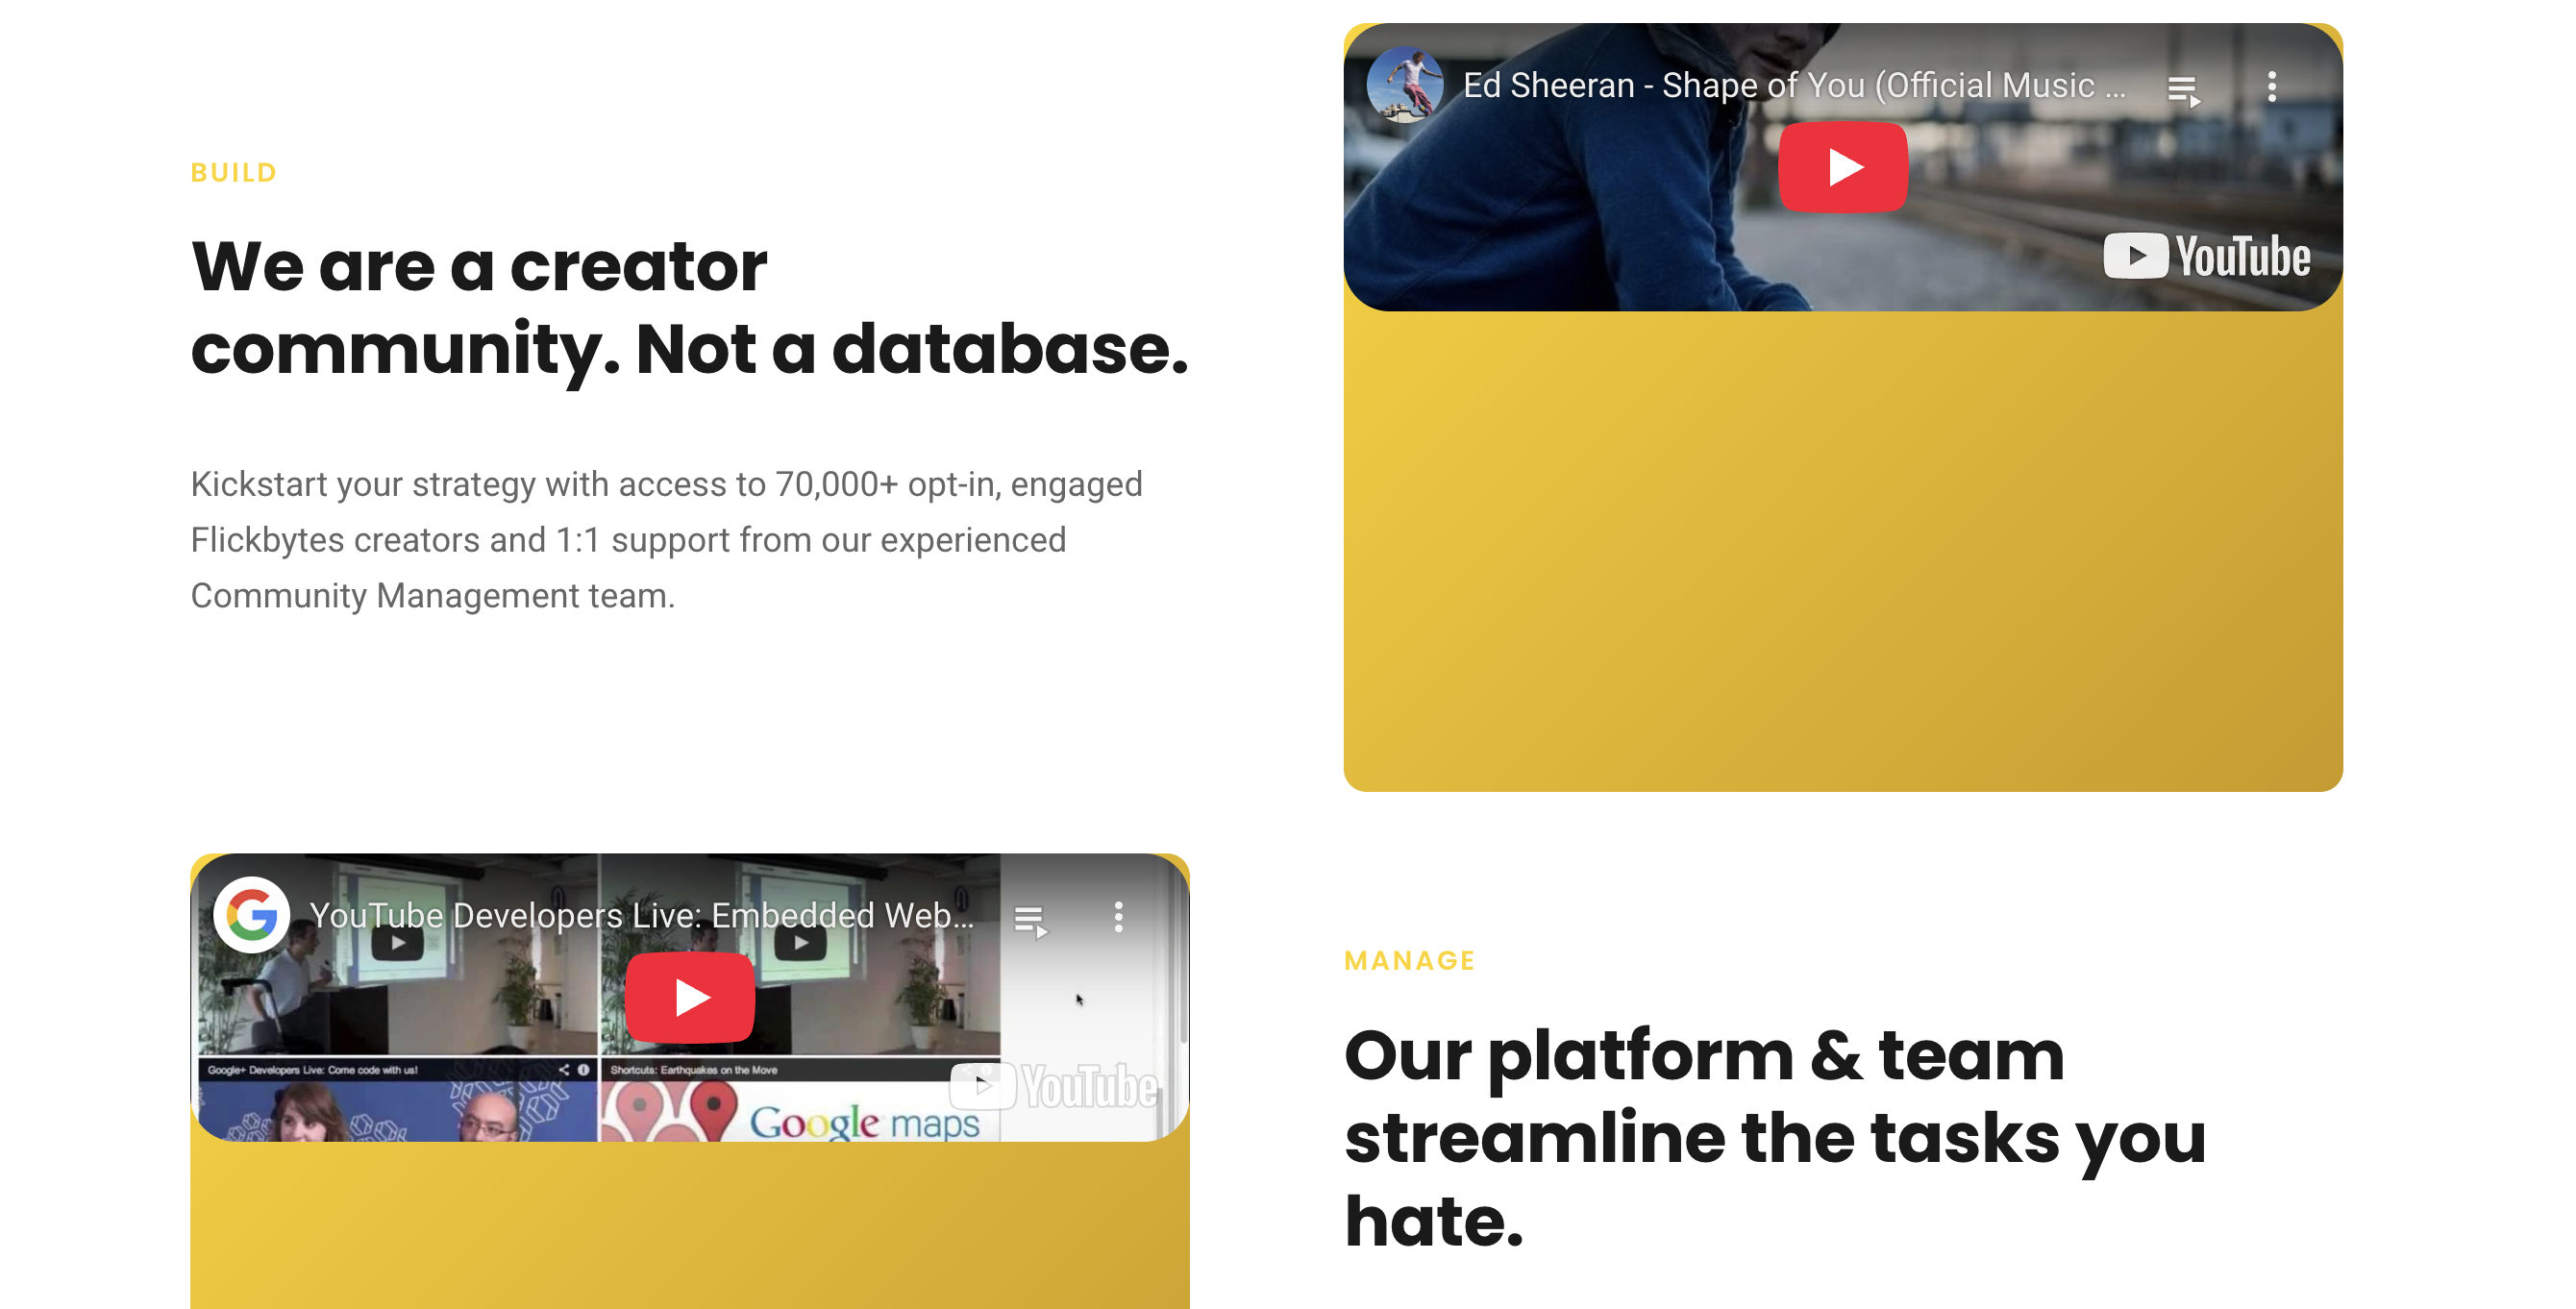 Ed Sheeran - Shape of You (Official Music ...
YouTube
BUILD
We are a creator
community. Not a database.
Kickstart your strategy with access to 70,000+ opt-in, engaged
Flickbytes creators and 1:1 support from our experienced
Community Management team.
YouTube Developers Live: Embedded Web...
Google+ Developers Live: Come code with us!
Shortcuts: Earthquakes on the Move
YouTube
Google maps
MANAGE
Our platform & team
streamline the tasks you
hate.